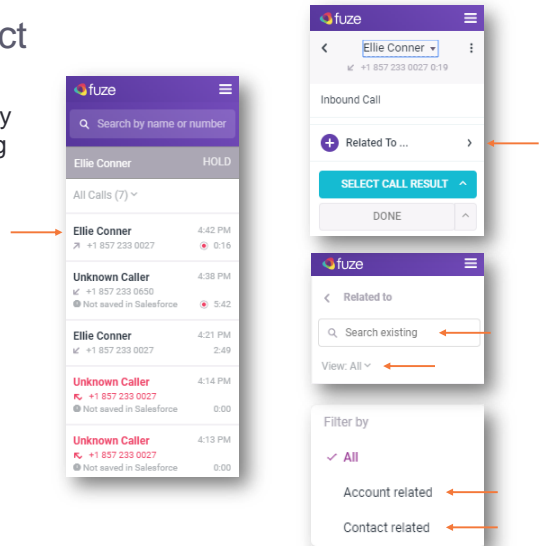 ct
y
g
fuze
Search by name or number
Ellie Conner HOLD
All Calls (7)
Ellie Conner 4:42 PM
+1 857 233 0027 0:16
Unknown Caller 4:38 PM
+1 857 233 0650
Not saved in Salesforce 5:42
Ellie Conner 4:21 PM
+1 857 233 0027 2:49
Unknown Caller 4:14 PM
+1 857 233 0027
Not saved in Salesforce 0:00
Unknown Caller 4:13 PM
+1 857 233 0027
Not saved in Salesforce 0:00
fuze
Ellie Conner
+1 857 233 0027 0:19
Inbound Call
Related To ...
SELECT CALL RESULT
DONE
fuze
Related to
Search existing
View: All
Filter by
All
Account related
Contact related